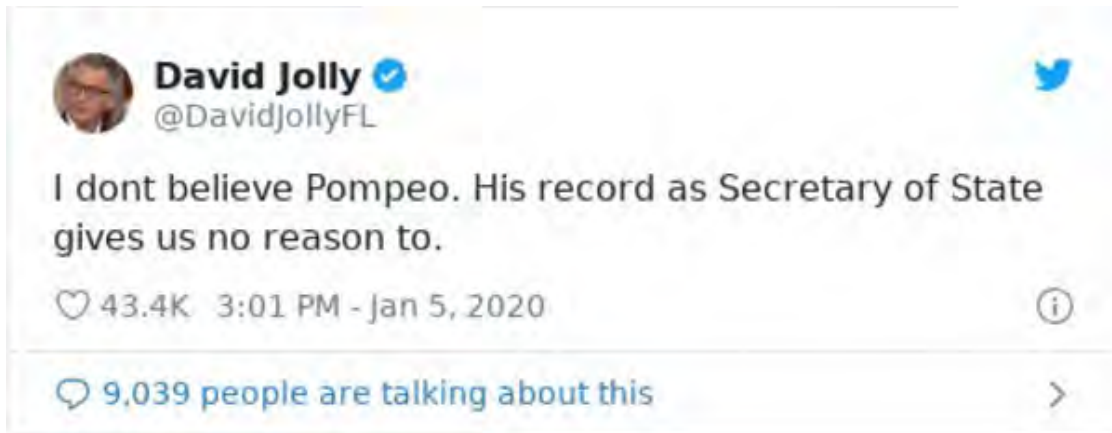 David Jolly
@DavidJollyFL
I dont believe Pompeo. His record as Secretary of State
gives us no reason to.
43.4K 3:01 PM - Jan 5, 2020
9,039 people are talking about this